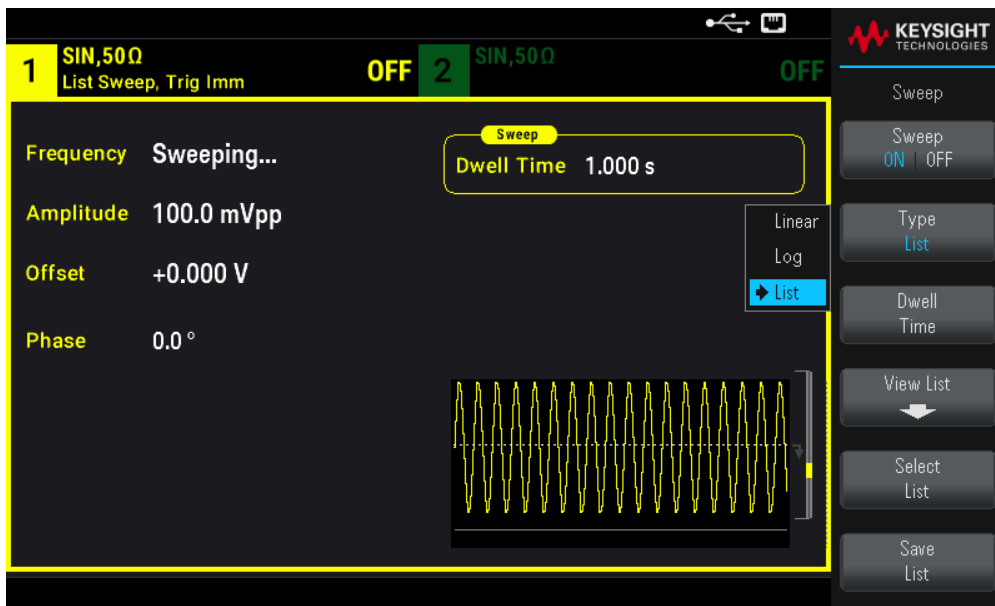 KEYSIGHT
TECHNOLOGIES
1
SIN,50Ω
List Sweep, Trig Imm
OFF
2
SIN,50Ω
OFF
Frequency Sweeping...
Amplitude 100.0 mVpp
Offset +0.000 V
Phase 0.0 °
Sweep
Dwell Time 1.000 s
Linear
Log
List
Sweep
Sweep
ON | OFF
Type
List
Dwell
Time
View List
Select
List
Save
List